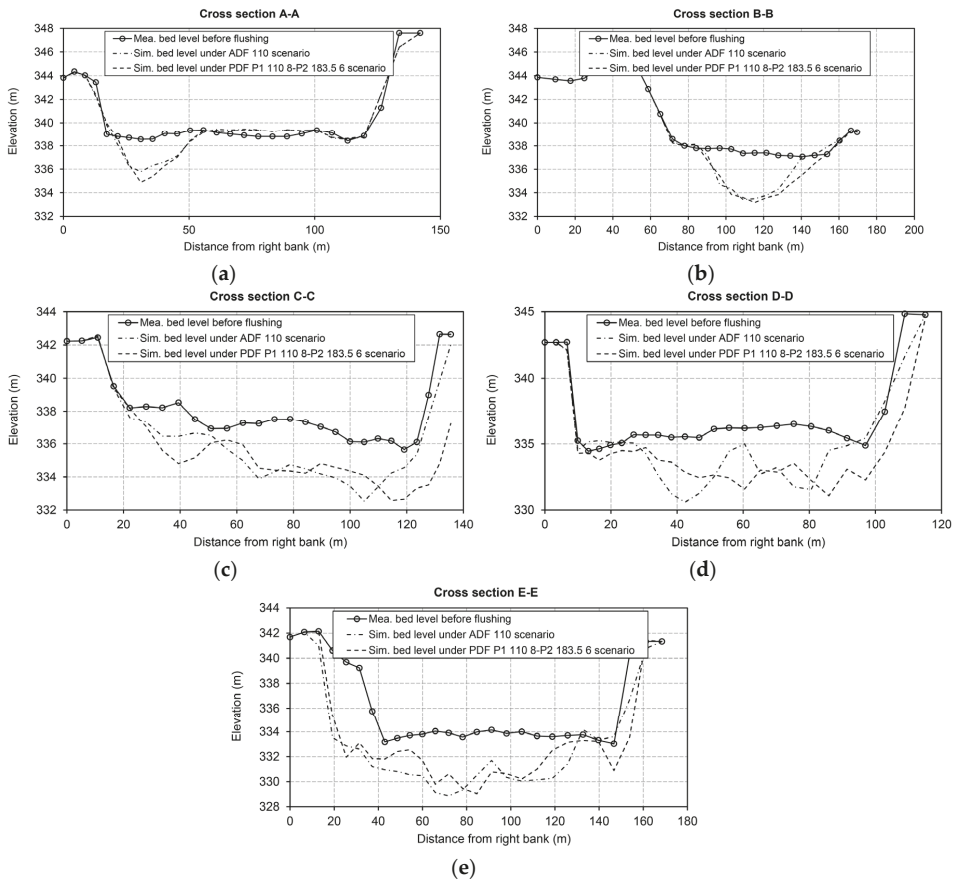 Cross section A-A
348
346
344
342
340
338
336
334
332
Elevation (m)
Mea. bed level before flushing
Sim. bed level under ADF 110 scenario
Sim. bed level under PDF P1 110 8-P2 183.5 6 scenario
0 50 100 150
Distance from right bank (m)
(a)
Cross section B-B
348
346
344
342
340
338
336
334
332
Elevation (m)
Mea. bed level before flushing
Sim. bed level under ADF 110 scenario
Sim. bed level under PDF P1 110 8-P2 183.5 6 scenario
0 20 40 60 80 100 120 140 160 180 200
Distance from right bank (m)
(b)
Cross section C-C
344
342
340
338
336
334
332
Elevation (m)
Mea. bed level before flushing
Sim. bed level under ADF 110 scenario
Sim. bed level under PDF P1 110 8-P2 183.5 6 scenario
0 20 40 60 80 100 120 140
Distance from right bank (m)
(c)
Cross section D-D
345
340
335
330
Elevation (m)
Mea. bed level before flushing
Sim. bed level under ADF 110 scenario
Sim. bed level under PDF P1 110 8-P2 183.5 6 scenario
0 20 40 60 80 100 120
Distance from right bank (m)
(d)
Cross section E-E
344
342
340
338
336
334
332
330
328
Elevation (m)
Mea. bed level before flushing
Sim. bed level under ADF 110 scenario
Sim. bed level under PDF P1 110 8-P2 183.5 6 scenario
0 20 40 60 80 100 120 140 160 180
Distance from right bank (m)
(e)